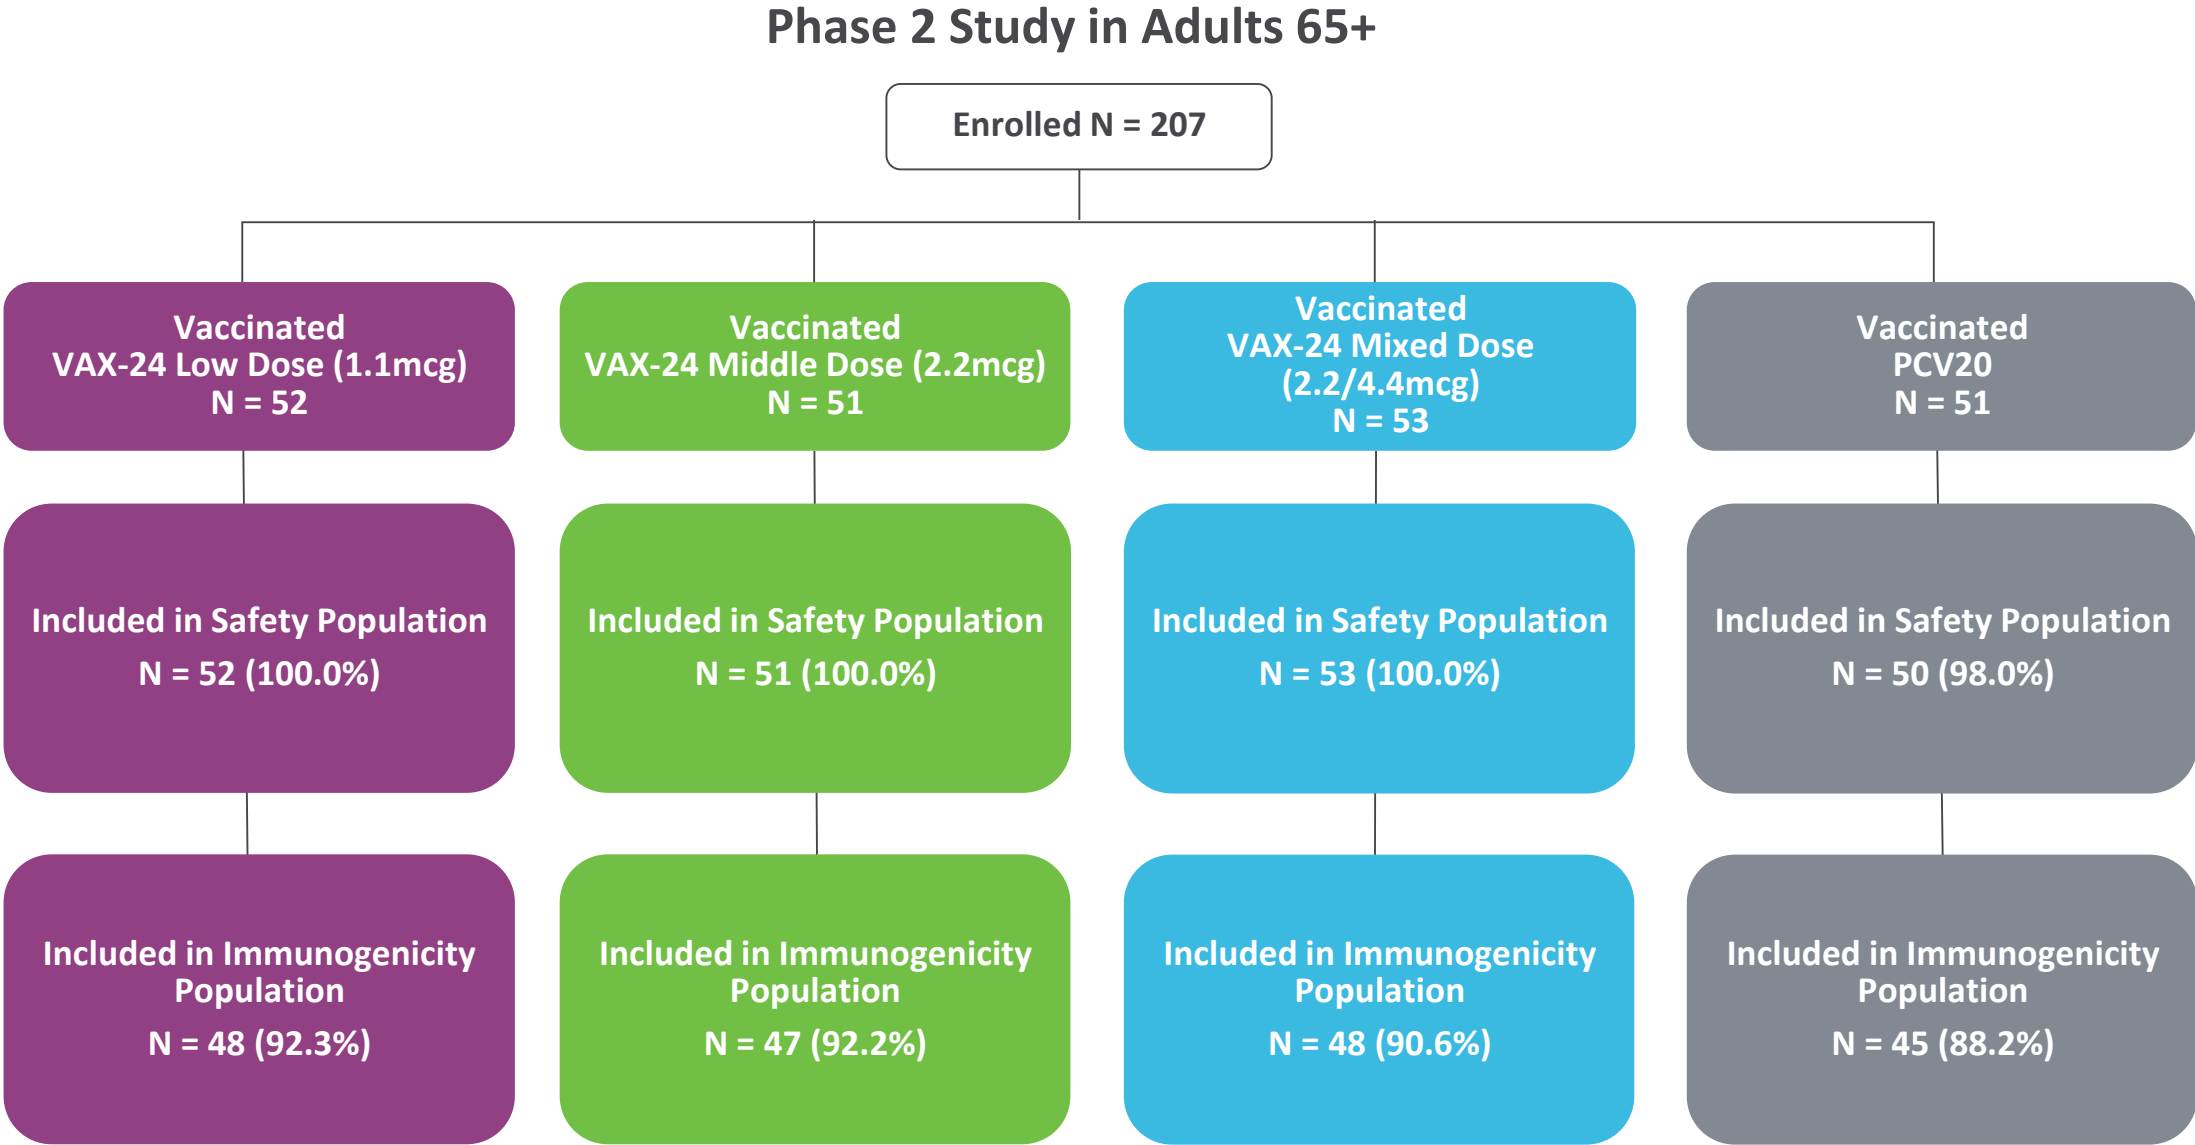 Phase 2 Study in Adults 65+
Enrolled N = 207
Vaccinated
VAX-24 Low Dose (1.1mcg)
N = 52
Vaccinated
VAX-24 Middle Dose (2.2mcg)
N = 51
Vaccinated
VAX-24 Mixed Dose
(2.2/4.4mcg)
N = 53
Vaccinated
PCV20
N = 51
Included in Safety Population
N = 52 (100.0%)
Included in Safety Population
N = 51 (100.0%)
Included in Safety Population
N = 53 (100.0%)
Included in Safety Population
N = 50 (98.0%)
Included in Immunogenicity
Population
N = 48 (92.3%)
Included in Immunogenicity
Population
N = 47 (92.2%)
Included in Immunogenicity
Population
N = 48 (90.6%)
Included in Immunogenicity
Population
N = 45 (88.2%)